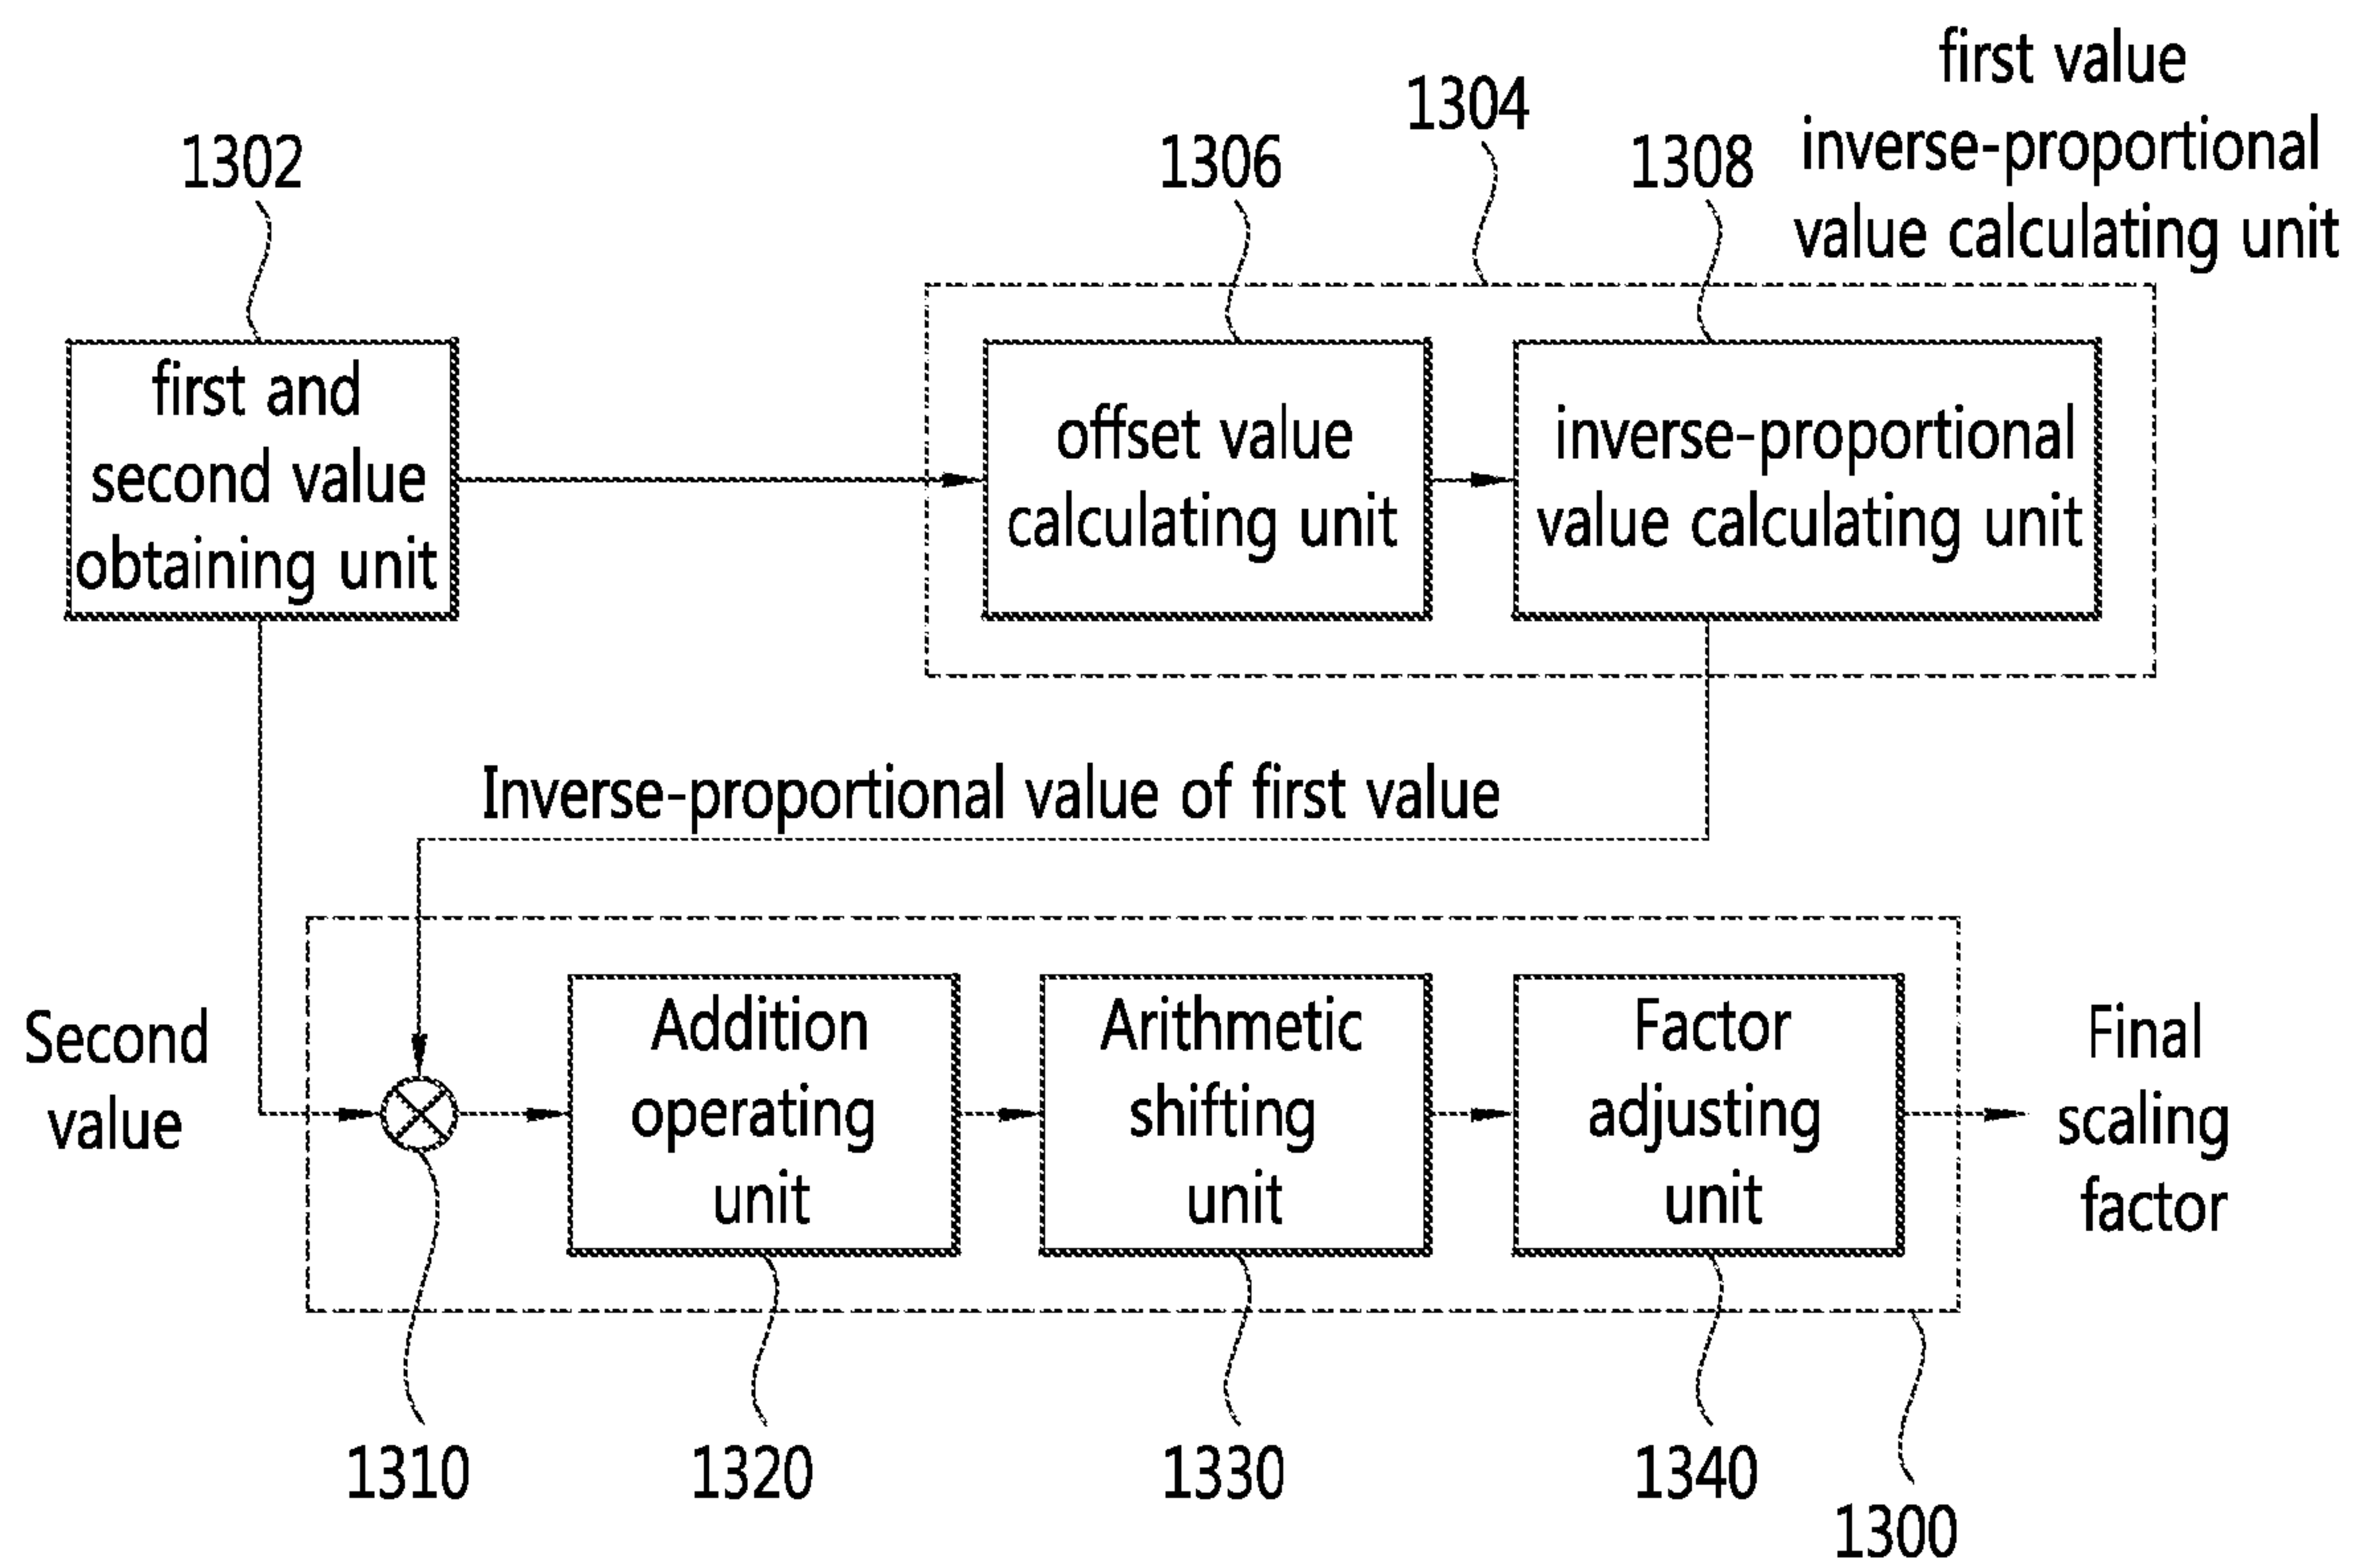 first value
inverse-proportional
value calculating unit
1304
1302
1306
1308
first and
second value
obtaining unit
offset value
calculating unit
inverse-proportional
value calculating unit
Inverse-proportional value of first value
Second
value
Addition
operating
unit
Arithmetic
shifting
unit
Factor
adjusting
unit
Final
scaling
factor
1310
1320
1330
1340
1300